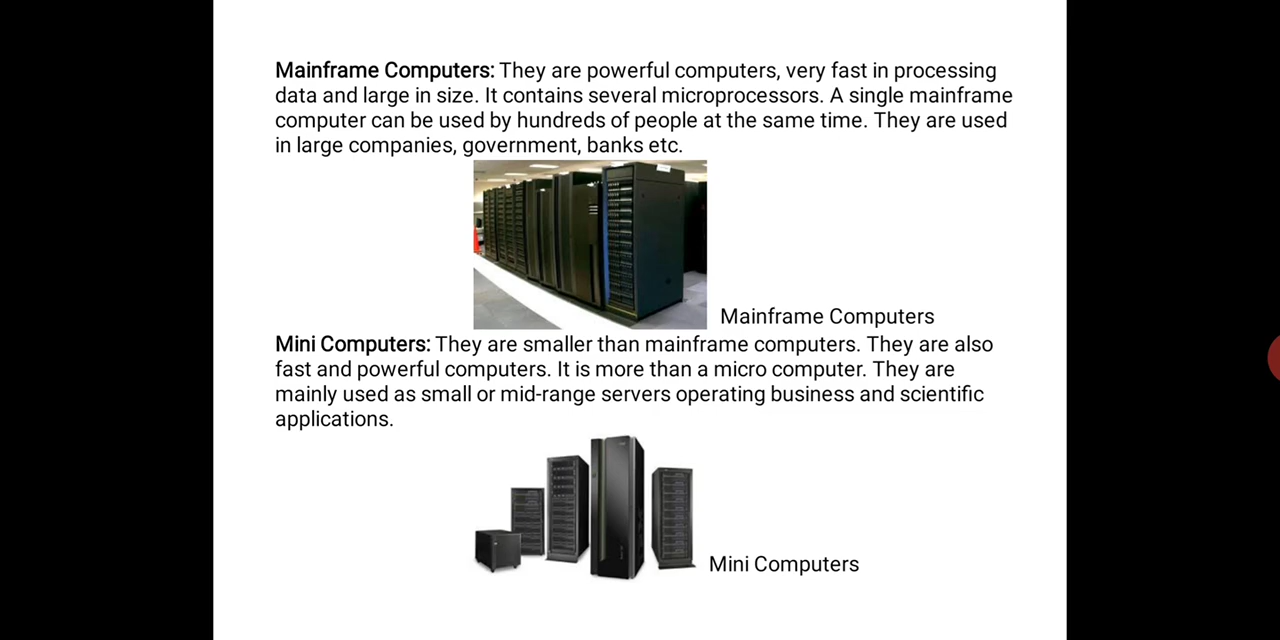 Mainframe Computers: They are powerful computers, very fast in processing
data and large in size. It contains several microprocessors. A single mainframe
computer can be used by hundreds of people at the same time. They are used
in large companies, government, banks etc.
Mainframe Computers
Mini Computers: They are smaller than mainframe computers. They are also
fast and powerful computers. It is more than a micro computer. They are
mainly used as small or mid-range servers operating business and scientific
applications.
Mini Computers